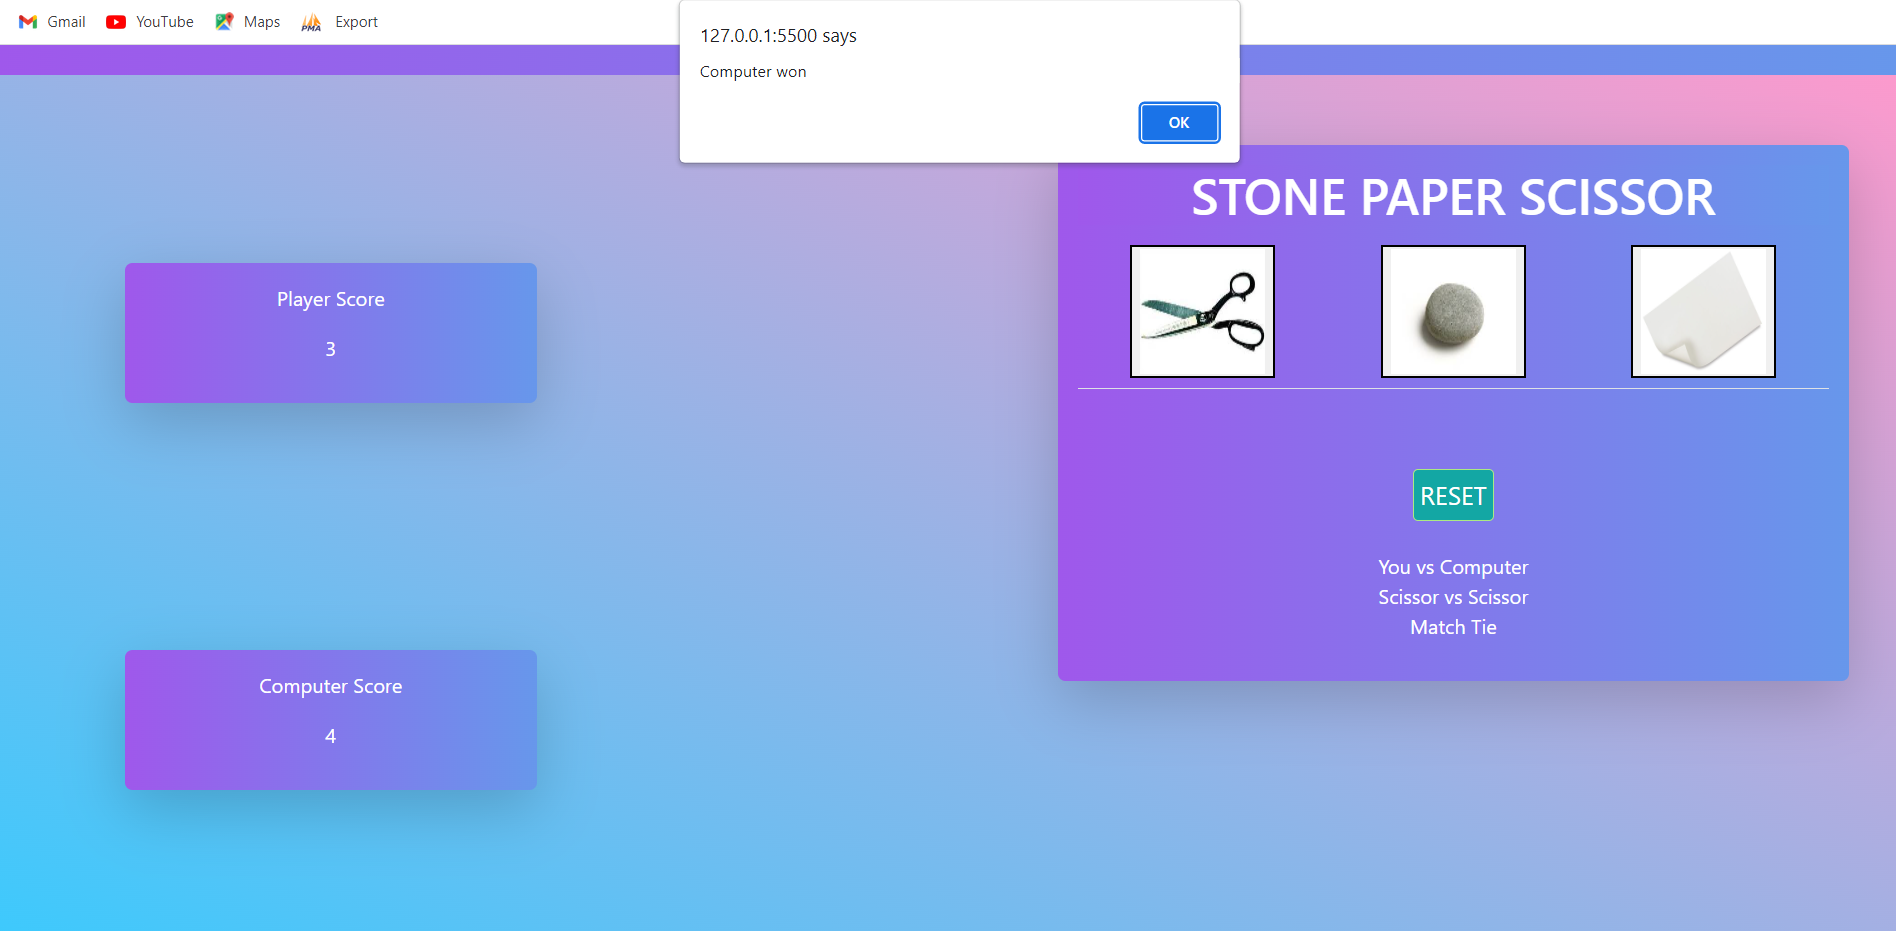 Gmail YouTube Maps PMA Export
127.0.0.1:5500 says
Computer won
OK
STONE PAPER SCISSOR
Player Score
3
RESET
You vs Computer
Scissor vs Scissor
Match Tie
Computer Score
4